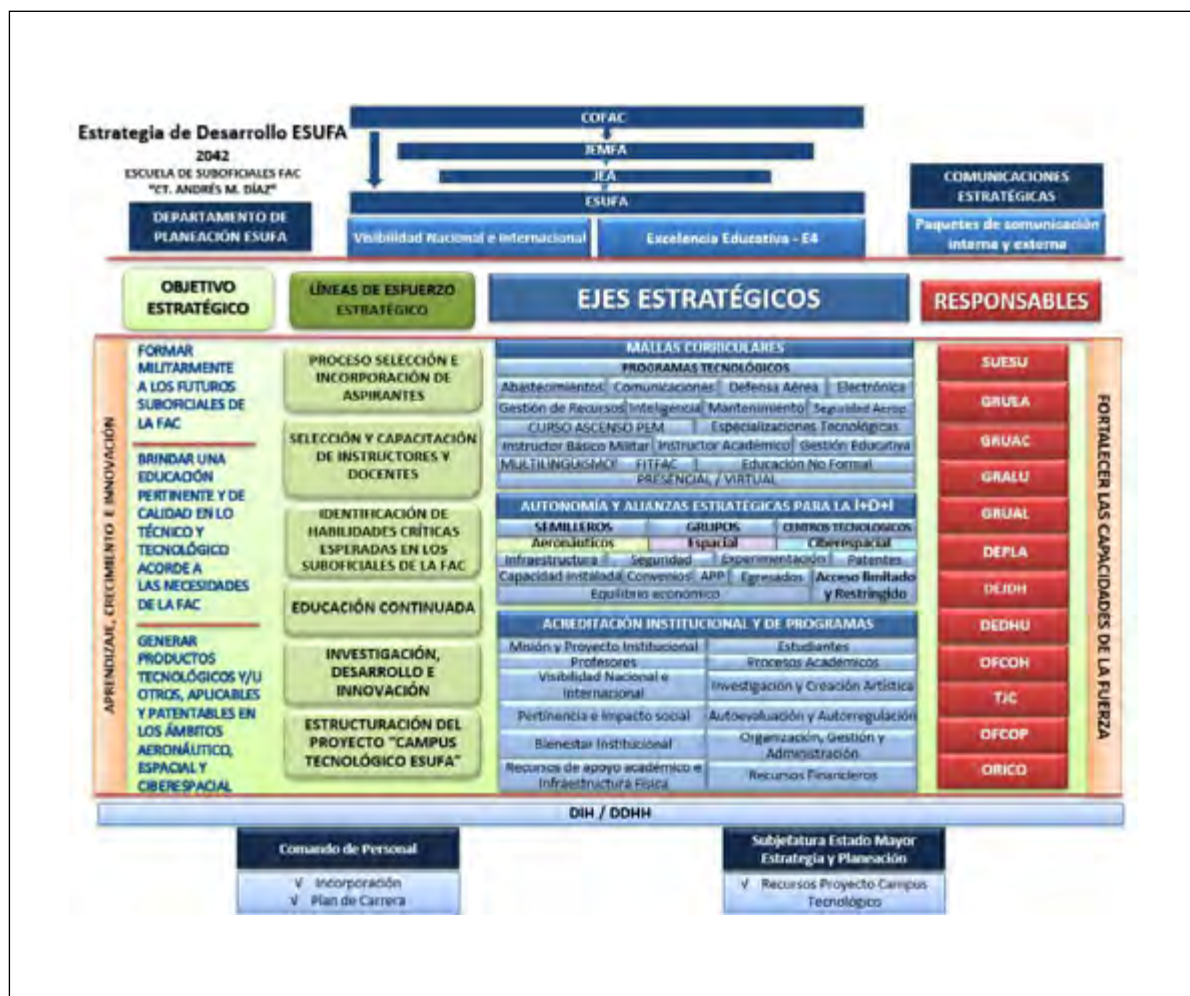 Estrategia de Desarrollo ESUFA
2042
ESCUELA DE SUBOFICIALES FAC
"CT. ANDRÉS M. DÍAZ"
DEPARTAMENTO DE
PLANEACIÓN ESUFA
COFAC
JEMFA
JEA
ESUFA
Visibilidad Nacional e Internacional
Excelencia Educativa - E4
COMUNICACIONES
ESTRATÉGICAS
Paquetes de comunicación
interna y externa
OBJETIVO
ESTRATÉGICO
LÍNEAS DE ESFUERZO
ESTRATÉGICO
EJES ESTRATÉGICOS
RESPONSABLES
APRENDIZAJE, CRECIMIENTO E INNOVACIÓN
FORMAR
MILITARMENTE
A LOS FUTUROS
SUBOFICIALES DE
LA FAC
BRINDAR UNA
EDUCACIÓN
PERTINENTE Y DE
CALIDAD EN LO
TÉCNICO Y
TECNOLÓGICO
ACORDE A
LAS NECESIDADES
DE LA FAC
GENERAR
PRODUCTOS
TECNOLÓGICOS Y/U
OTROS, APLICABLES
Y PATENTABLES EN
LOS ÁMBITOS
AERONÁUTICO,
ESPACIAL Y
CIBERESPACIAL
PROCESO SELECCIÓN E
INCORPORACIÓN DE
ASPIRANTES
SELECCIÓN Y CAPACITACIÓN
DE INSTRUCTORES Y
DOCENTES
IDENTIFICACIÓN DE
HABILIDADES CRÍTICAS
ESPERADAS EN LOS
SUBOFICIALES DE LA FAC
EDUCACIÓN CONTINUADA
INVESTIGACIÓN,
DESARROLLO E
INNOVACIÓN
ESTRUCTURACIÓN DEL
PROYECTO "CAMPUS
TECNOLÓGICO ESUFA"
MALLAS CURRICULARES
PROGRAMAS TECNOLÓGICOS
Abastecimientos Comunicaciones Defensa Aérea Electrónica
Gestión de Recursos Inteligencia Mantenimiento Seguridad Aerop.
CURSO ASCENSO PEM Especializaciones Tecnológicas
Instructor Básico Militar Instructor Académico Gestión Educativa
MULTILINGÜISMO FITFAC Educación No Formal
PRESENCIAL / VIRTUAL
AUTONOMÍA Y ALIANZAS ESTRATÉGICAS PARA LA I+D+I
SEMILLEROS GRUPOS CENTROS TECNOLOGICOS
Aeronáuticos Espacial Ciberespacial
Infraestructura Seguridad Experimentación Patentes
Capacidad instalada Convenios APP Egresados Acceso limitado
Equilibrio económico y Restringido
ACREDITACIÓN INSTITUCIONAL Y DE PROGRAMAS
Misión y Proyecto Institucional Estudiantes
Profesores Procesos Académicos
Visibilidad Nacional e
Internacional
Investigación y Creación Artística
Pertinencia e Impacto social Autoevaluación y Autorregulación
Bienestar Institucional
Organización, Gestión y
Administración
Recursos de apoyo académico e
Infraestructura Física
Recursos Financieros
SUESU
GRUEA
GRUAC
GRALU
GRUAL
DEPLA
DEJDH
DEDHU
OFCOH
TJC
OFCOP
ORICO
FORTALECER LAS CAPACIDADES DE LA FUERZA
DIH / DDHH
Comando de Personal
√ Incorporación
√ Plan de Carrera
Subjefatura Estado Mayor
Estrategia y Planeación
√ Recursos Proyecto Campus
Tecnológico